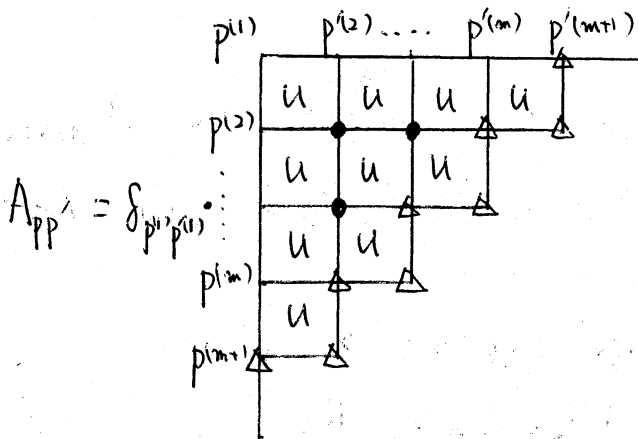 p(1) p'(2) .... p'(m) p'(m+1)
u u u u
p(2)
u u u
A_{pp'} = δ_{p(1) p'(1)} .
u u
p(m)
u
p(m+1